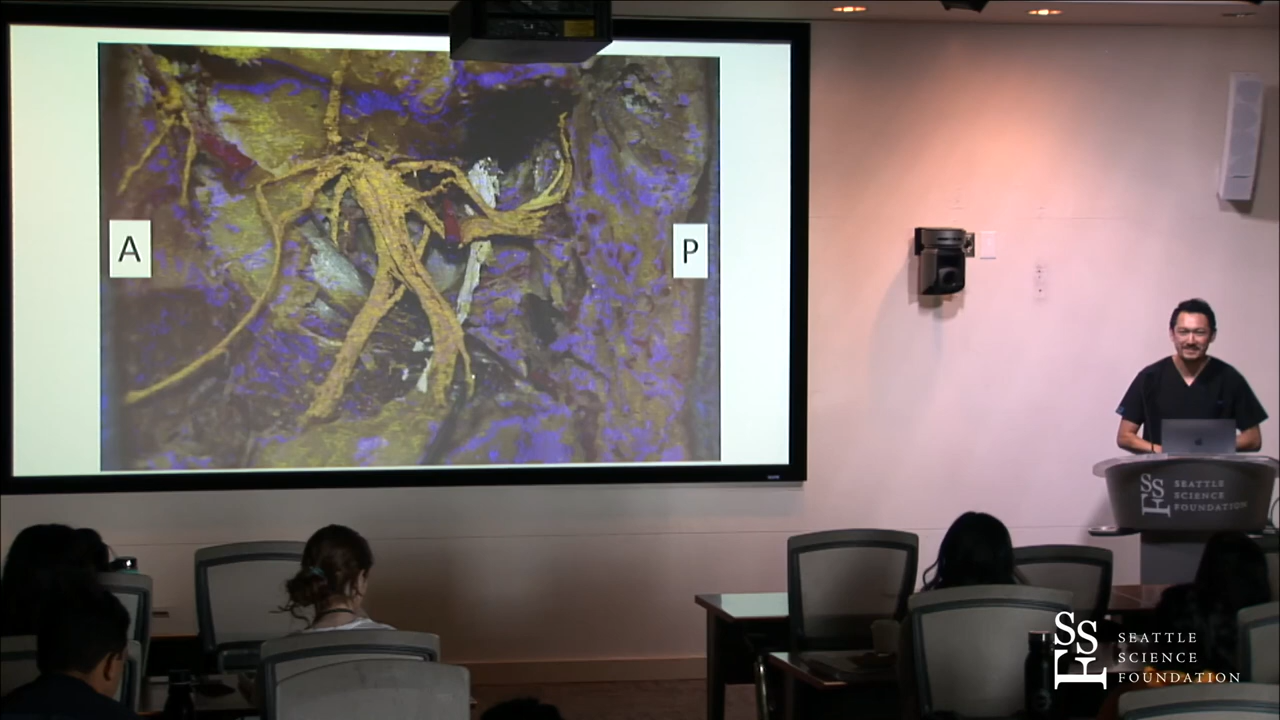 A
P
SSF
SEATTLE
SCIENCE
FOUNDATION
SSF
SEATTLE
SCIENCE
FOUNDATION